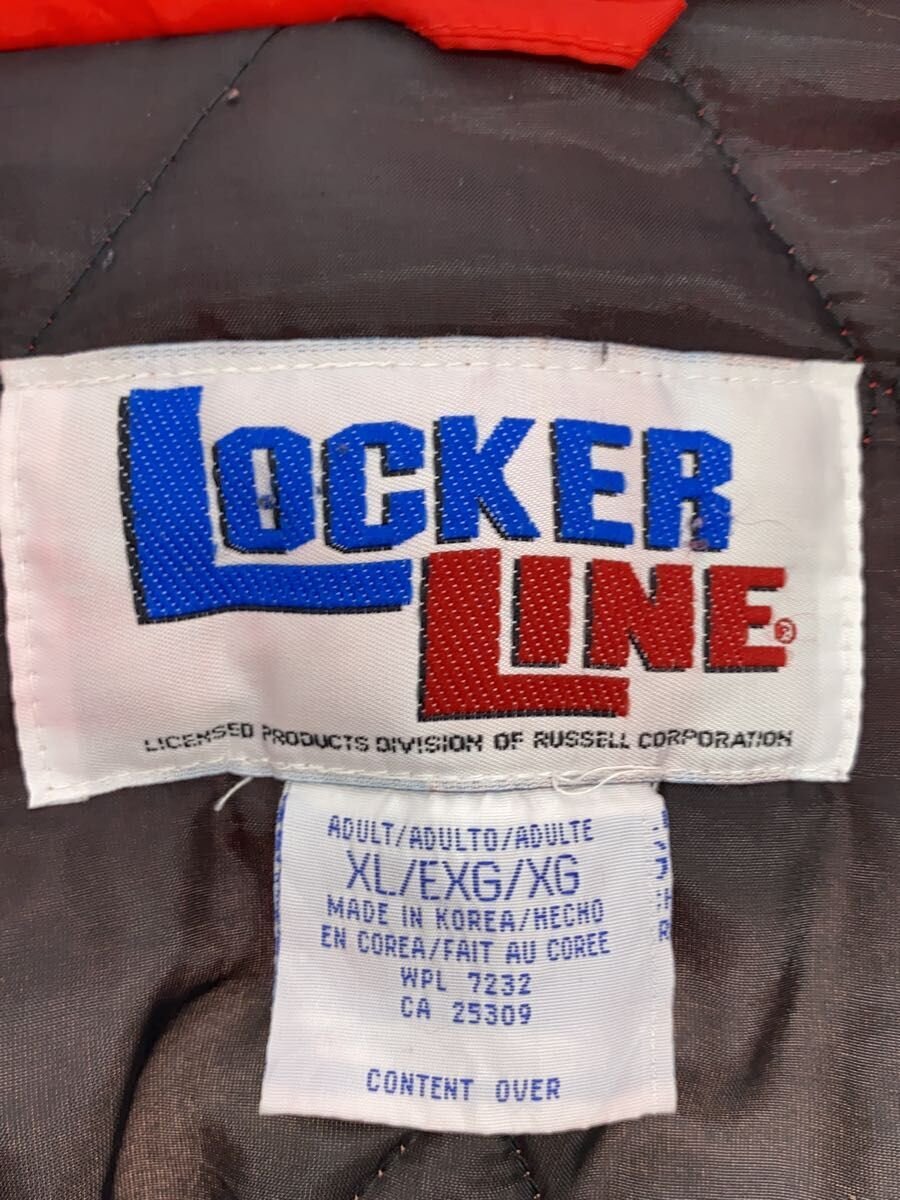 LOCKER
LINE®
LICENSED PRODUCTS DIVISION OF RUSSELL CORPORATION
ADULT/ADULTO/ADULTE
XL/EXG/XG
MADE IN KOREA/HECHO
EN COREA/FAIT AU COREE
WPL 7232
CA 25309
CONTENT OVER